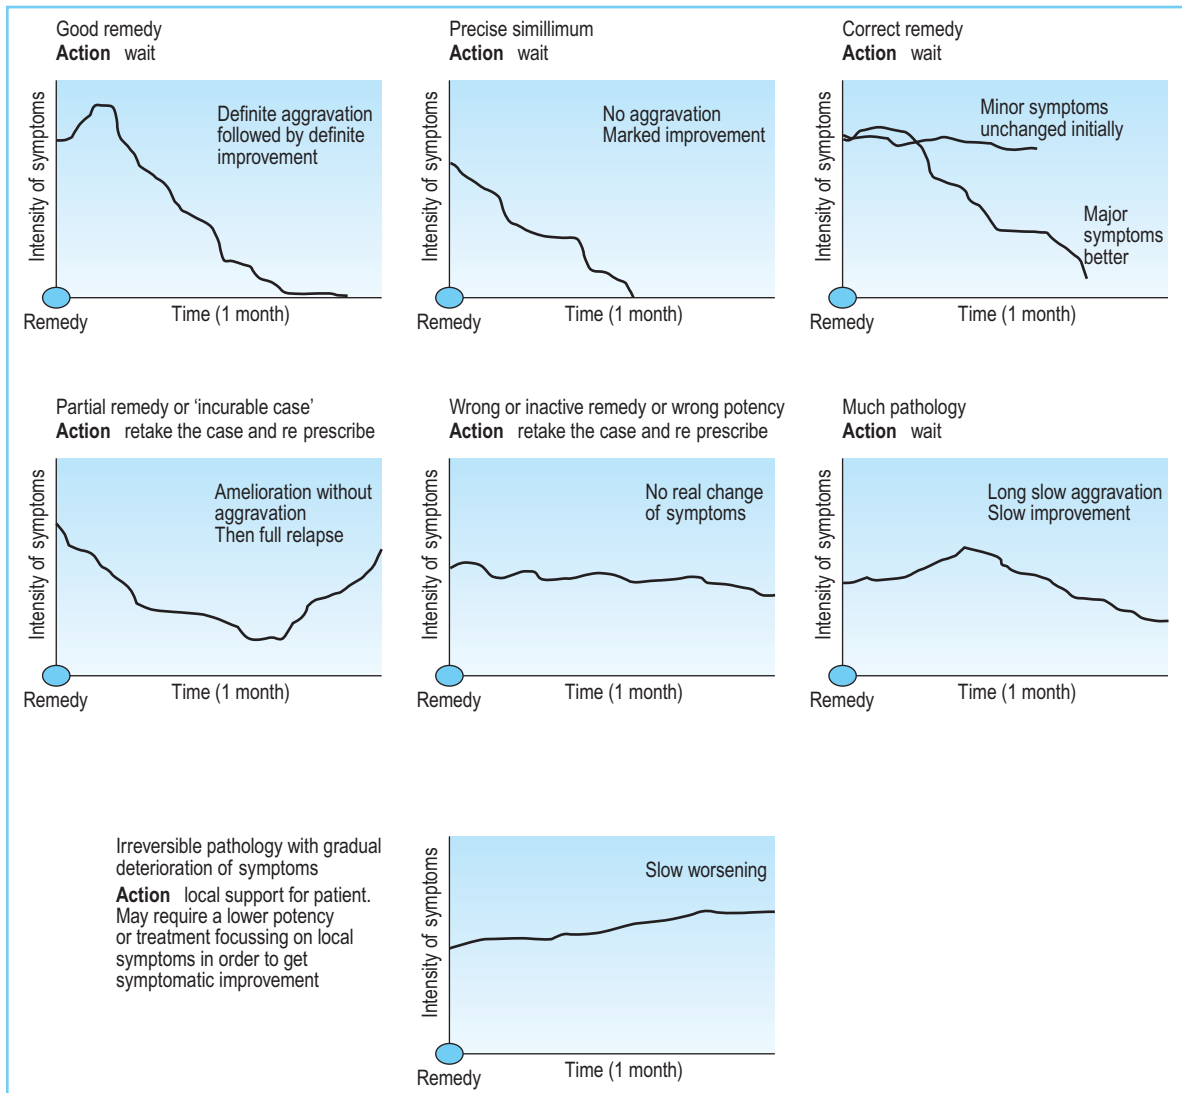 Good remedy
Action wait
Intensity of symptoms
Definite aggravation
followed by definite
improvement
Remedy
Time (1 month)
Precise simillimum
Action wait
Intensity of symptoms
No aggravation
Marked improvement
Remedy
Time (1 month)
Correct remedy
Action wait
Intensity of symptoms
Minor symptoms
unchanged initially
Major
symptoms
better
Remedy
Time (1 month)
Partial remedy or ‘incurable case’
Action retake the case and re prescribe
Intensity of symptoms
Amelioration without
aggravation
Then full relapse
Remedy
Time (1 month)
Wrong or inactive remedy or wrong potency
Action retake the case and re prescribe
Intensity of symptoms
No real change
of symptoms
Remedy
Time (1 month)
Much pathology
Action wait
Intensity of symptoms
Long slow aggravation
Slow improvement
Remedy
Time (1 month)
Irreversible pathology with gradual
deterioration of symptoms
Action local support for patient.
May require a lower potency
or treatment focussing on local
symptoms in order to get
symptomatic improvement
Intensity of symptoms
Slow worsening
Remedy
Time (1 month)